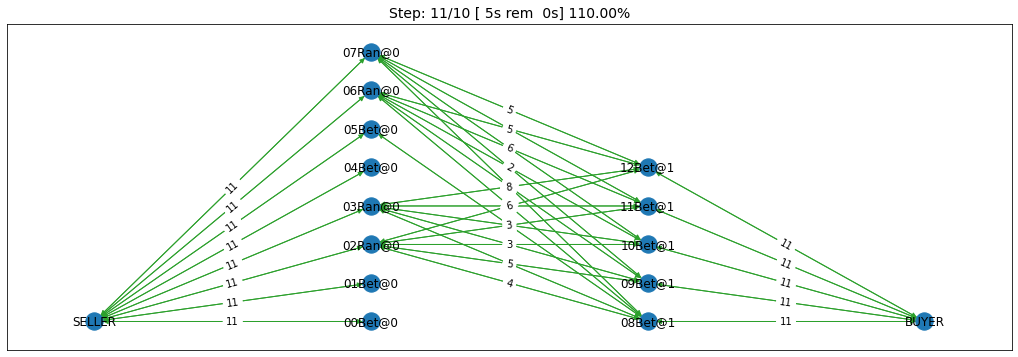 Step: 11/10 [ 5s rem  0s] 110.00%
07Ran@0
06Ran@0
05Bet@0
04Bet@0
03Ran@0
02Ran@0
01Bet@0
00Bet@0
SELLER
12Bet@1
11Bet@1
10Bet@1
09Bet@1
08Bet@1
BUYER
11
11
11
11
11
11
11
11
5
5
6
2
8
6
3
3
5
4
11
11
11
11
11